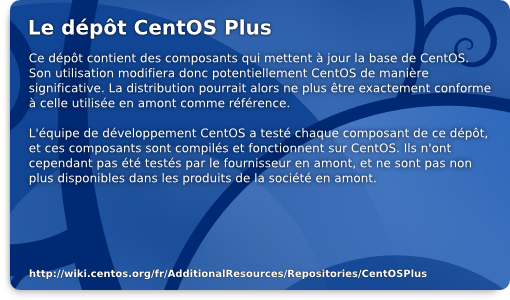 Le dépôt CentOS Plus
Ce dépôt contient des composants qui mettent à jour la base de CentOS.
Son utilisation modifiera donc potentiellement CentOS de manière
significative. La distribution pourrait alors ne plus être exactement conforme
à celle utilisée en amont comme référence.
L'équipe de développement CentOS a testé chaque composant de ce dépôt,
et ces composants sont compilés et fonctionnent sur CentOS. Ils n'ont
cependant pas été testés par le fournisseur en amont, et ne sont pas non
plus disponibles dans les produits de la société en amont.
http://wiki.centos.org/fr/AdditionalResources/Repositories/CentOSPlus